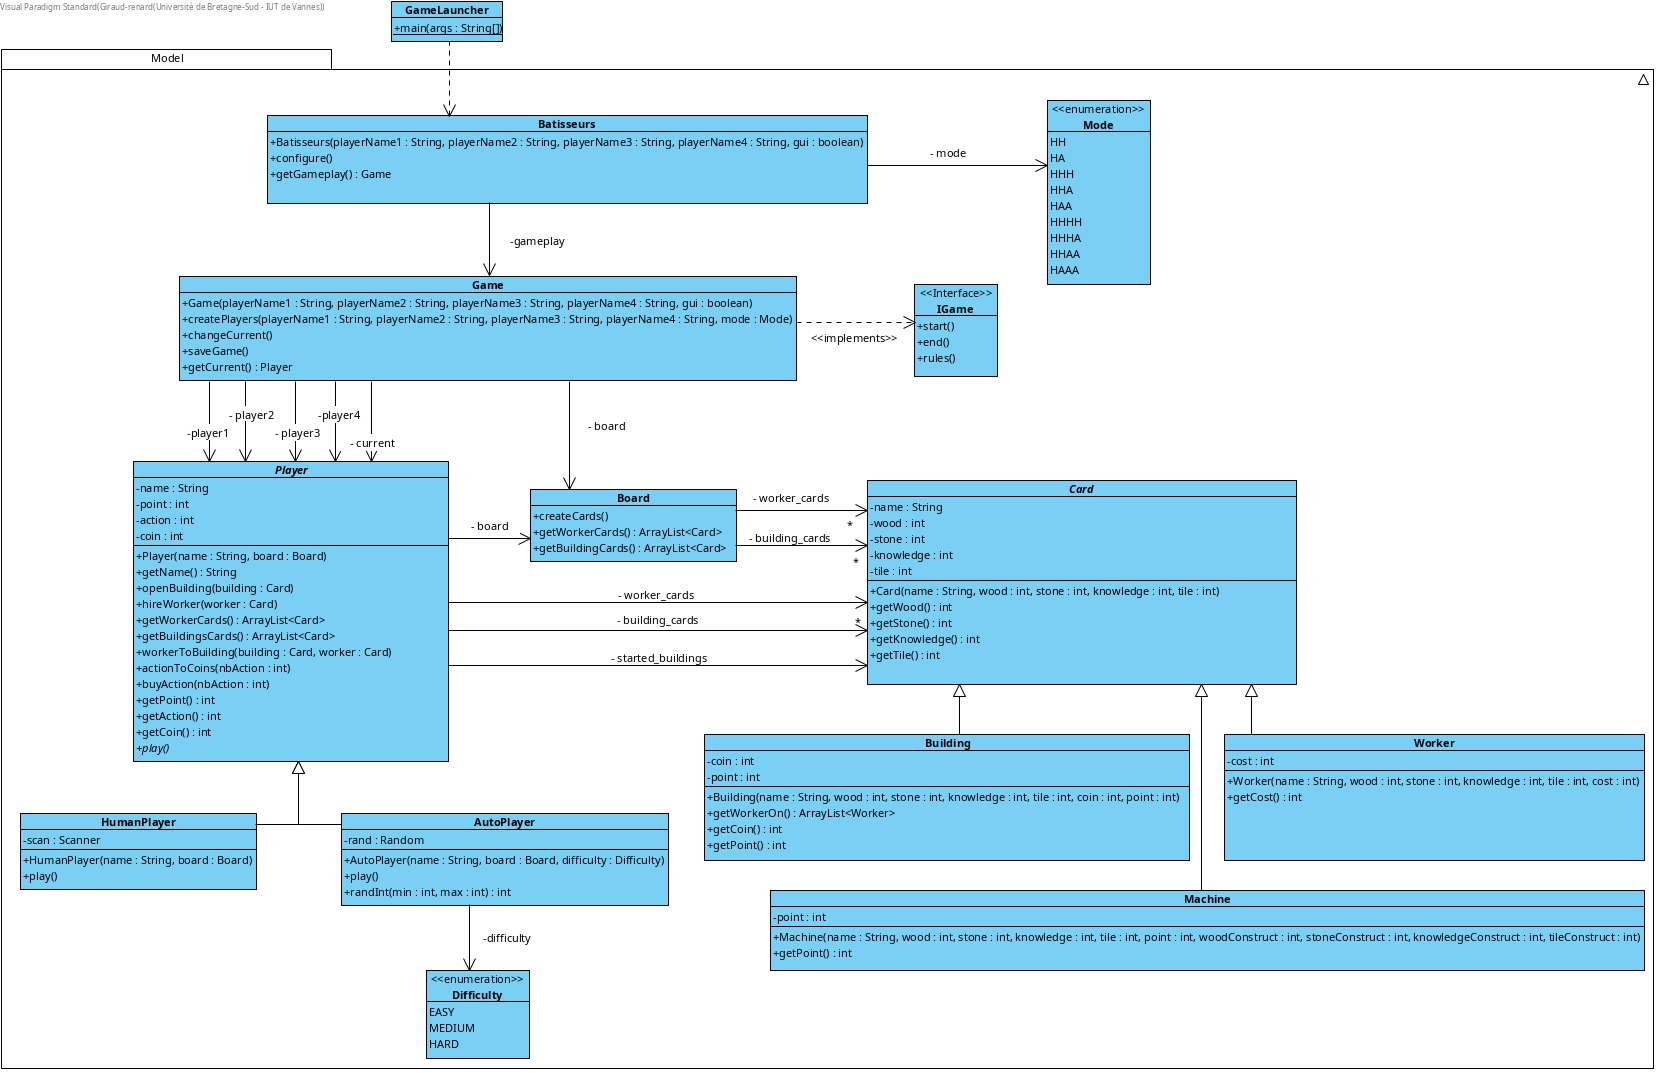 Visual Paradigm Standard(Giraud-renard(Université de Bretagne-Sud - IUT de Vannes))
GameLauncher
+main(args : String[])
Model
Batisseurs
+Batisseurs(playerName1 : String, playerName2 : String, playerName3 : String, playerName4 : String, gui : boolean)
+configure()
+getGameplay() : Game
- mode
<<enumeration>>
Mode
HH
HA
HHH
HHA
HAA
HHHH
HHHA
HHAA
HAAA
-gameplay
Game
+Game(playerName1 : String, playerName2 : String, playerName3 : String, playerName4 : String, gui : boolean)
+createPlayers(playerName1 : String, playerName2 : String, playerName3 : String, playerName4 : String, mode : Mode)
+changeCurrent()
+saveGame()
+getCurrent() : Player
<<implements>>
<<Interface>>
IGame
+start()
+end()
+rules()
-player1
- player2
- player3
-player4
- current
- board
Player
-name : String
-point : int
-action : int
-coin : int
+Player(name : String, board : Board)
+getName() : String
+openBuilding(building : Card)
+hireWorker(worker : Card)
+getWorkerCards() : ArrayList<Card>
+getBuildingsCards() : ArrayList<Card>
+workerToBuilding(building : Card, worker : Card)
+actionToCoins(nbAction : int)
+buyAction(nbAction : int)
+getPoint() : int
+getAction() : int
+getCoin() : int
+play()
- board
Board
+createCards()
+getWorkerCards() : ArrayList<Card>
+getBuildingCards() : ArrayList<Card>
- worker_cards
*
- building_cards
*
- worker_cards
- building_cards
*
- started_buildings
Card
-name : String
-wood : int
-stone : int
-knowledge : int
-tile : int
+Card(name : String, wood : int, stone : int, knowledge : int, tile : int)
+getWood() : int
+getStone() : int
+getKnowledge() : int
+getTile() : int
Building
-coin : int
-point : int
+Building(name : String, wood : int, stone : int, knowledge : int, tile : int, coin : int, point : int)
+getWorkerOn() : ArrayList<Worker>
+getCoin() : int
+getPoint() : int
Worker
-cost : int
+Worker(name : String, wood : int, stone : int, knowledge : int, tile : int, cost : int)
+getCost() : int
HumanPlayer
-scan : Scanner
+HumanPlayer(name : String, board : Board)
+play()
AutoPlayer
-rand : Random
+AutoPlayer(name : String, board : Board, difficulty : Difficulty)
+play()
+randInt(min : int, max : int) : int
Machine
-point : int
+Machine(name : String, wood : int, stone : int, knowledge : int, tile : int, point : int, woodConstruct : int, stoneConstruct : int, knowledgeConstruct : int, tileConstruct : int)
+getPoint() : int
-difficulty
<<enumeration>>
Difficulty
EASY
MEDIUM
HARD